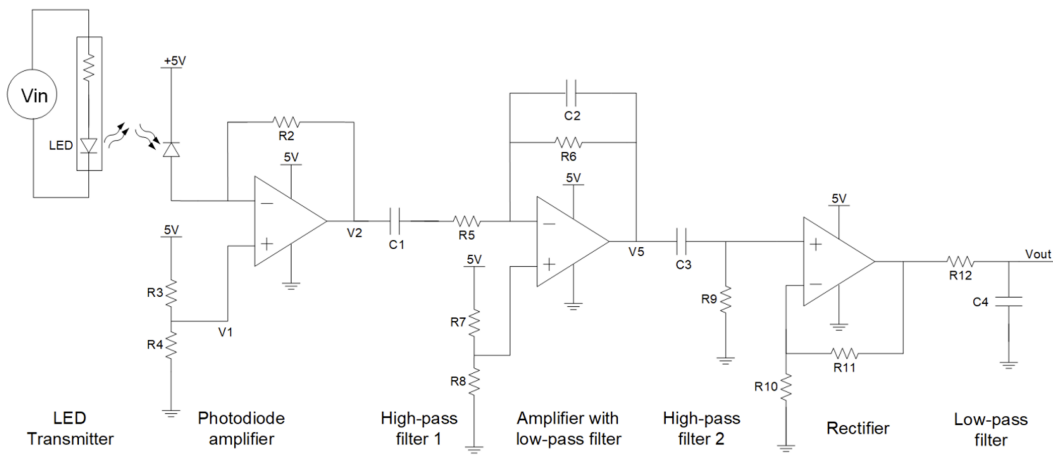 Vin
LED
+5V
R2
5V
5V
R3
R4
V1
V2
C1
R5
C2
R6
5V
5V
R7
R8
V5
C3
R9
5V
R10
R11
R12
Vout
C4
LED
Transmitter
Photodiode
amplifier
High-pass
filter 1
Amplifier with
low-pass filter
High-pass
filter 2
Rectifier
Low-pass
filter